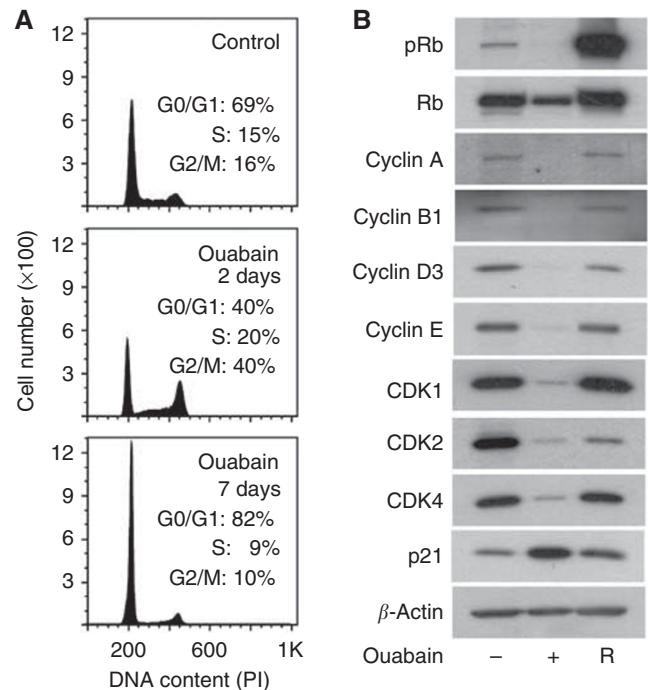 A
Cell number (×100)
12
9
6
3
Control
G0/G1: 69%
S: 15%
G2/M: 16%
12
9
6
3
Ouabain
2 days
G0/G1: 40%
S: 20%
G2/M: 40%
12
9
6
3
Ouabain
7 days
G0/G1: 82%
S: 9%
G2/M: 10%
200 600 1K
DNA content (PI)
B
pRb
Rb
Cyclin A
Cyclin B1
Cyclin D3
Cyclin E
CDK1
CDK2
CDK4
p21
β-Actin
Ouabain – + R